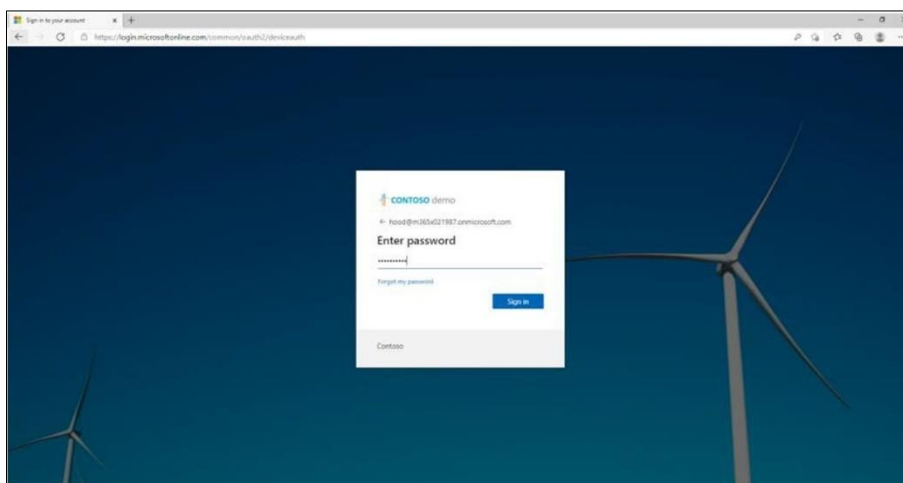 Sign in to your account
https://login.microsoftonline.com/common/oauth2/deviceauth
CONTOSO demo
hood@m365x021987.onmicrosoft.com
Enter password
Forgot my password
Sign in
Contoso